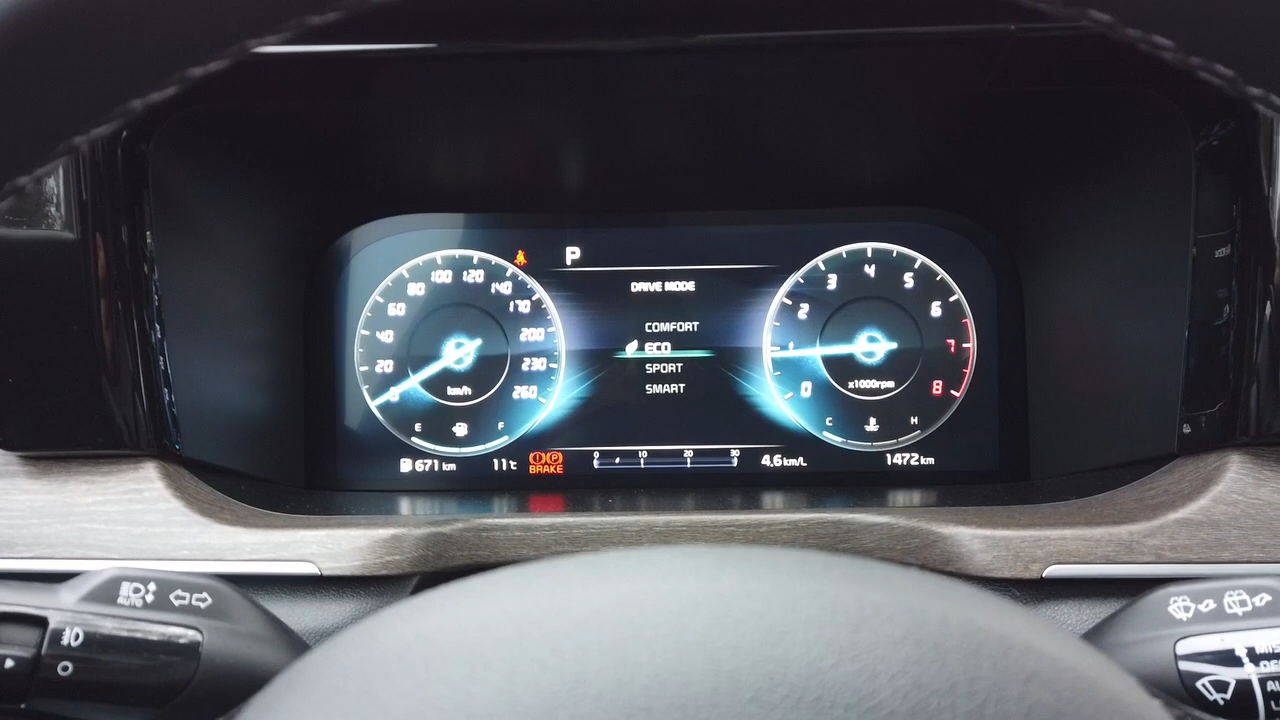 P
DRIVE MODE
COMFORT
ECO
SPORT
SMART
0
20
40
60
80
100
120
140
170
200
230
260
km/h
E
F
0
1
2
3
4
5
6
7
8
x1000rpm
C
H
671 km
11°C
P
BRAKE
0 10 20 30
4.6 km/L
1472 km
AUTO